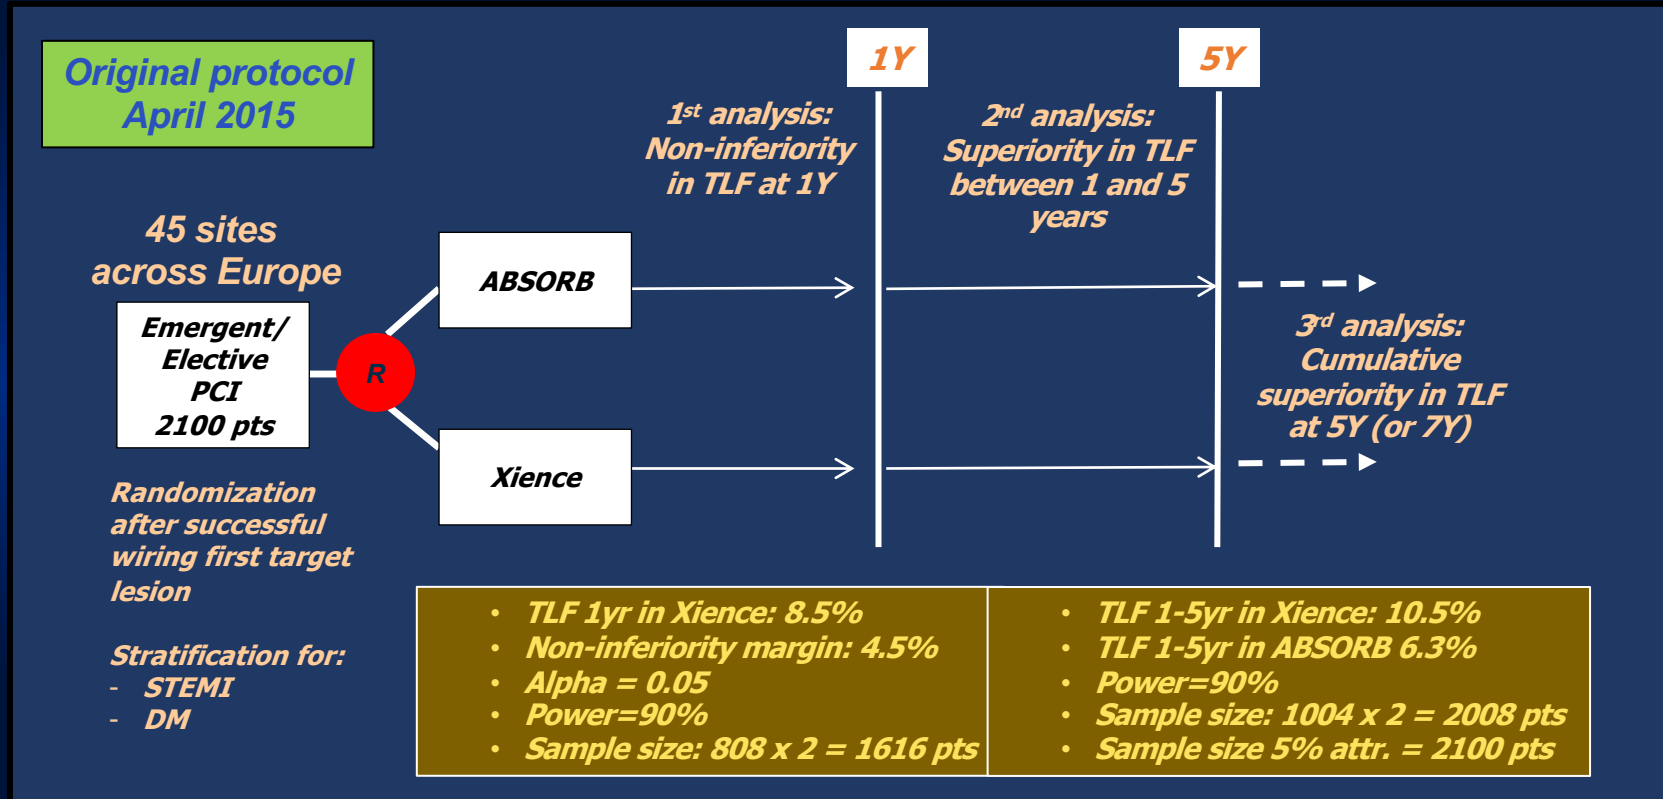 Original protocol
April 2015
1Y
5Y
1st analysis:
Non-inferiority
in TLF at 1Y
2nd analysis:
Superiority in TLF
between 1 and 5
years
45 sites
across Europe
Emergent/
Elective
PCI
2100 pts
R
ABSORB
Xience
3rd analysis:
Cumulative
superiority in TLF
at 5Y (or 7Y)
Randomization
after successful
wiring first target
lesion
Stratification for:
- STEMI
- DM
• TLF 1yr in Xience: 8.5%
• Non-inferiority margin: 4.5%
• Alpha = 0.05
• Power=90%
• Sample size: 808 x 2 = 1616 pts
• TLF 1-5yr in Xience: 10.5%
• TLF 1-5yr in ABSORB 6.3%
• Power=90%
• Sample size: 1004 x 2 = 2008 pts
• Sample size 5% attr. = 2100 pts